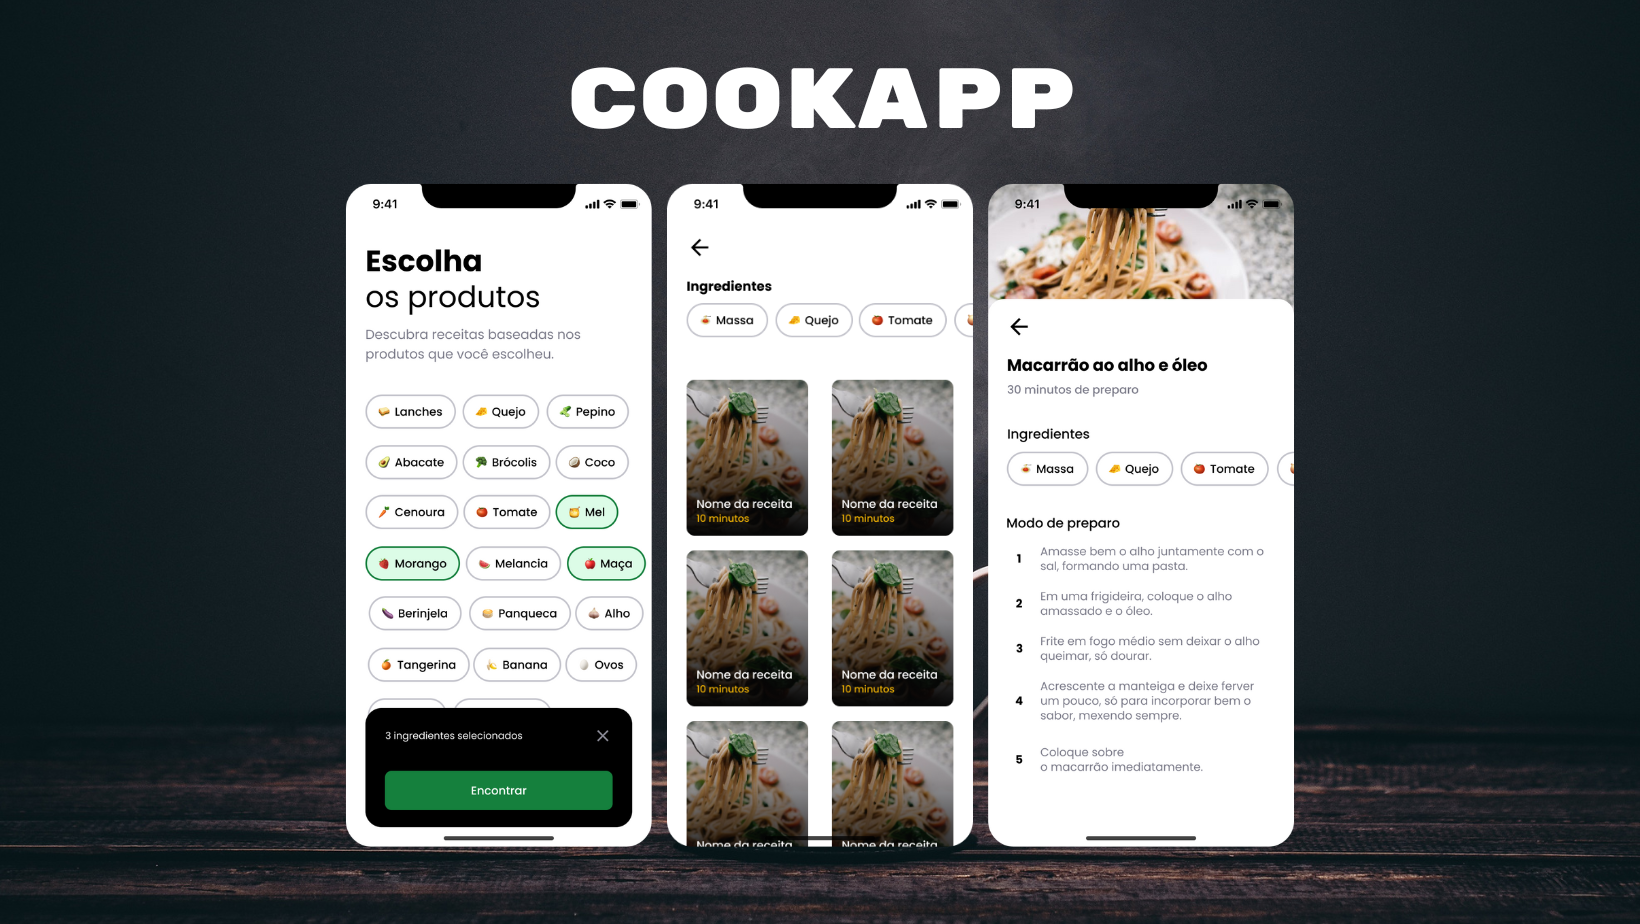 COOKAPP
9:41
Escolha
os produtos
Descubra receitas baseadas nos
produtos que você escolheu.
Lanches
Quejo
Pepino
Abacate
Brócolis
Coco
Cenoura
Tomate
Mel
Morango
Melancia
Maça
Berinjela
Panqueca
Alho
Tangerina
Banana
Ovos
3 ingredientes selecionados
Encontrar
9:41
Ingredientes
Massa
Quejo
Tomate
Nome da receita
10 minutos
Nome da receita
10 minutos
Nome da receita
10 minutos
Nome da receita
10 minutos
Nome da receita
Nome da receita
9:41
Macarrão ao alho e óleo
30 minutos de preparo
Ingredientes
Massa
Quejo
Tomate
Modo de preparo
1 Amasse bem o alho juntamente com o
sal, formando uma pasta.
2 Em uma frigideira, coloque o alho
amassado e o óleo.
3 Frite em fogo médio sem deixar o alho
queimar, só dourar.
4 Acrescente a manteiga e deixe ferver
um pouco, só para incorporar bem o
sabor, mexendo sempre.
5 Coloque sobre
o macarrão imediatamente.